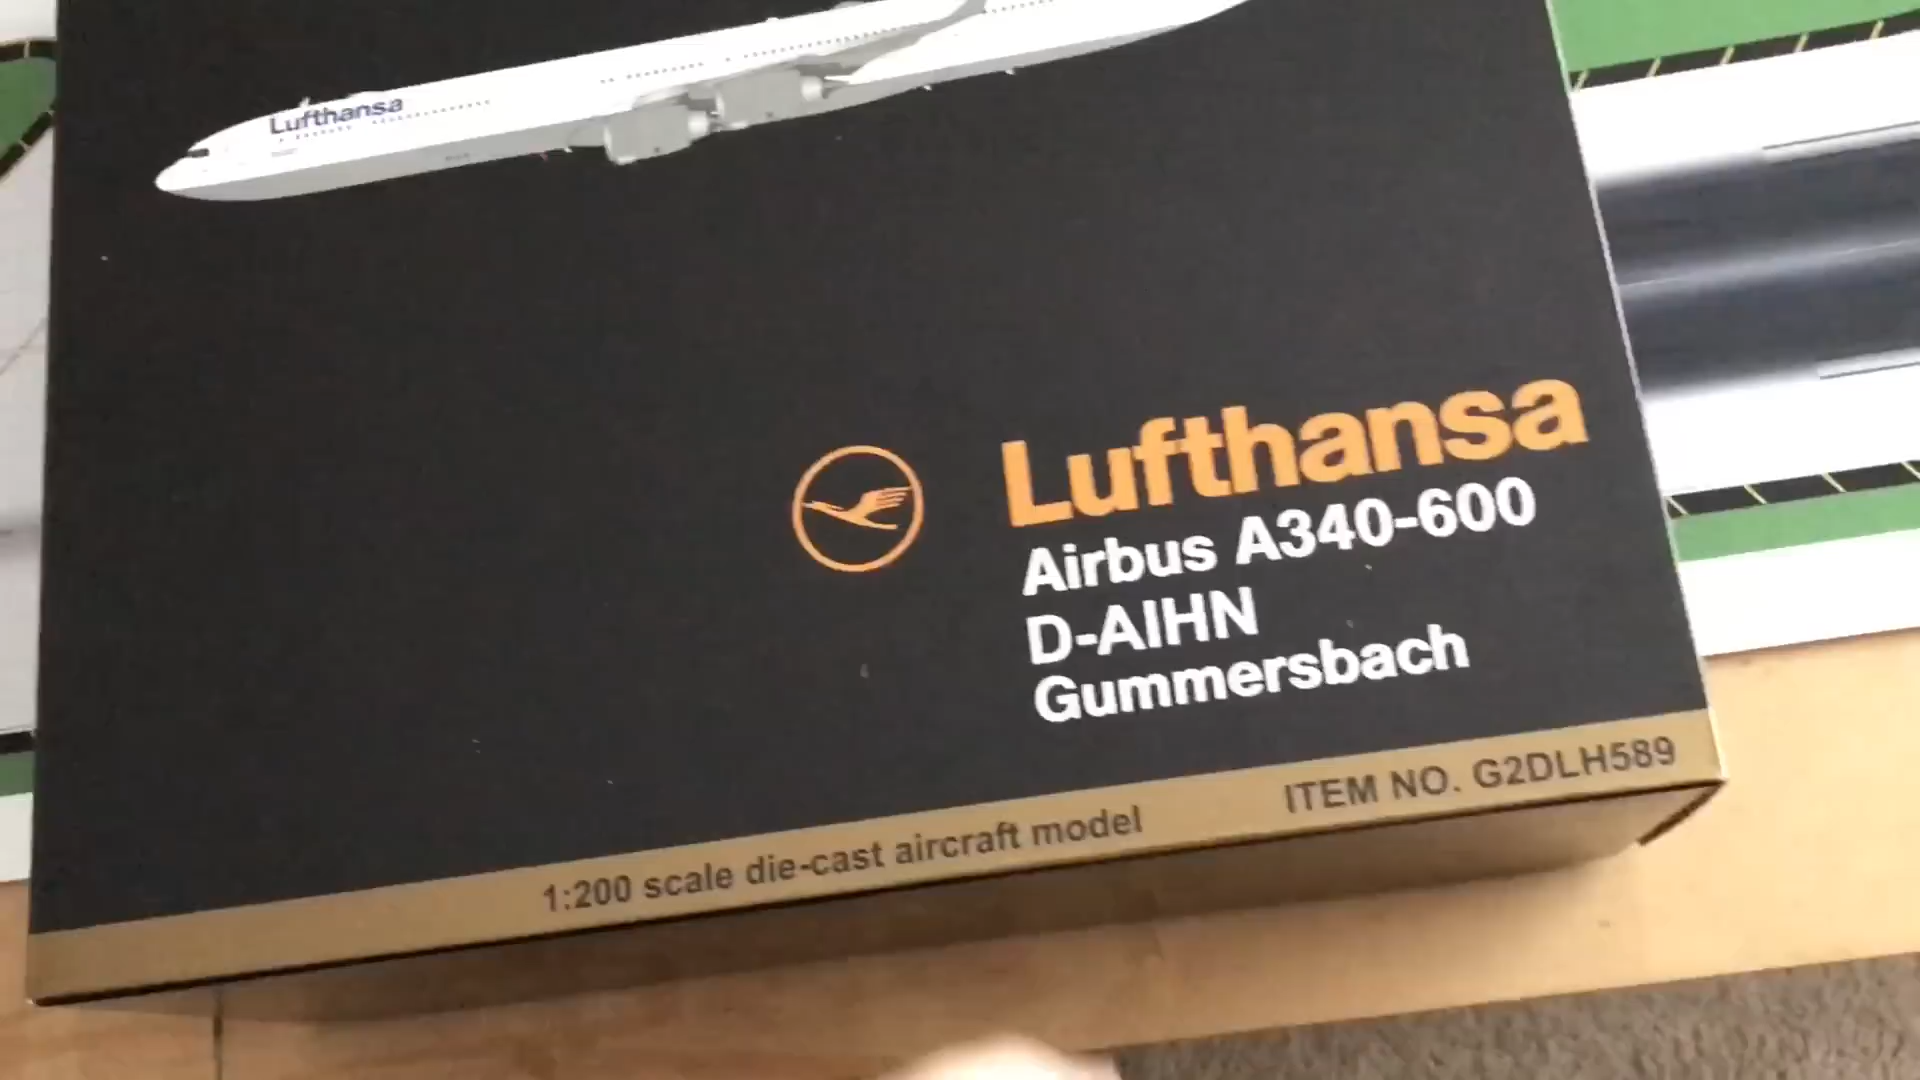 Lufthansa
Lufthansa
Airbus A340-600
D-AIHN
Gummersbach
1:200 scale die-cast aircraft model
ITEM NO. G2DLH589